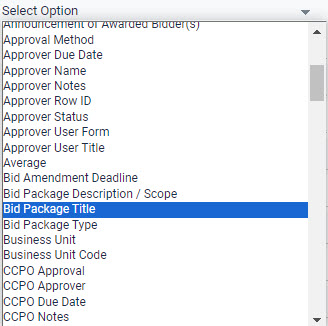 Select Option
Announcement of Awarded Bidder(s)
Approval Method
Approver Due Date
Approver Name
Approver Notes
Approver Row ID
Approver Status
Approver User Form
Approver User Title
Average
Bid Amendment Deadline
Bid Package Description / Scope
Bid Package Title
Bid Package Type
Business Unit
Business Unit Code
CCPO Approval
CCPO Approver
CCPO Due Date
CCPO Notes